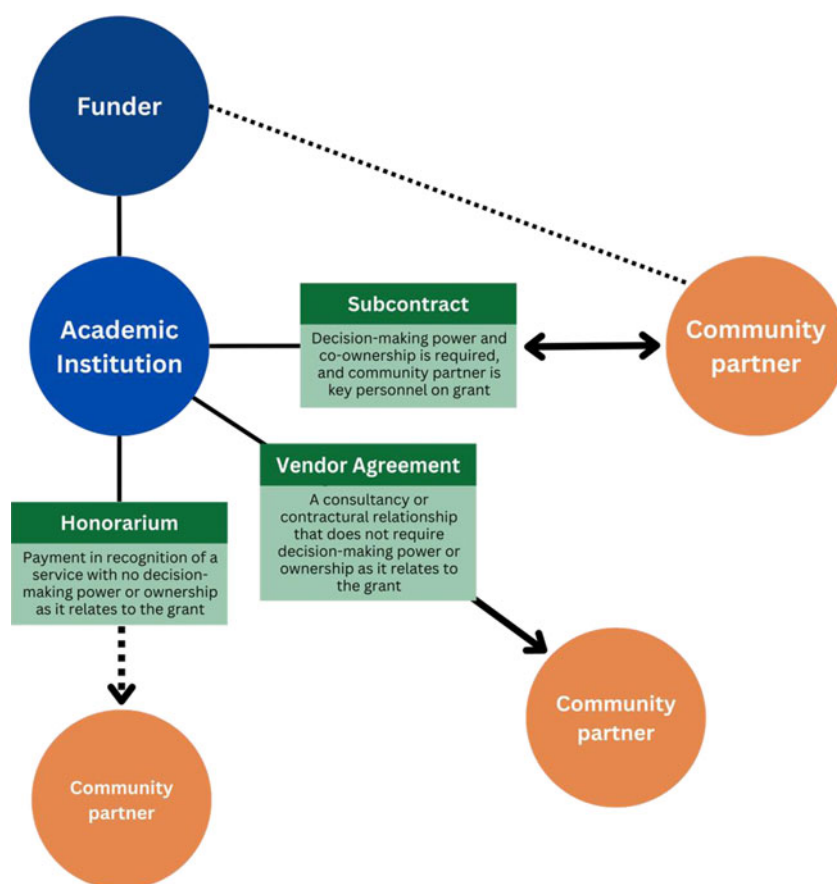 Funder
Academic
Institution
Subcontract
Decision-making power and
co-ownership is required,
and community partner is
key personnel on grant
Community
partner
Vendor Agreement
A consultancy or
contractural relationship
that does not require
decision-making power or
ownership as it relates to
the grant
Honorarium
Payment in recognition of a
service with no decision-
making power or ownership
as it relates to the grant
Community
partner
Community
partner